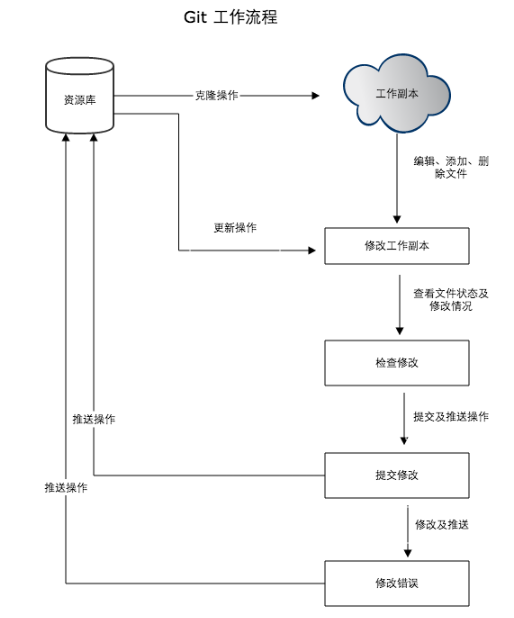 Git 工作流程
资源库
克隆操作
工作副本
编辑、添加、删
除文件
更新操作
修改工作副本
查看文件状态及
修改情况
检查修改
推送操作
提交及推送操作
提交修改
推送操作
修改及推送
修改错误